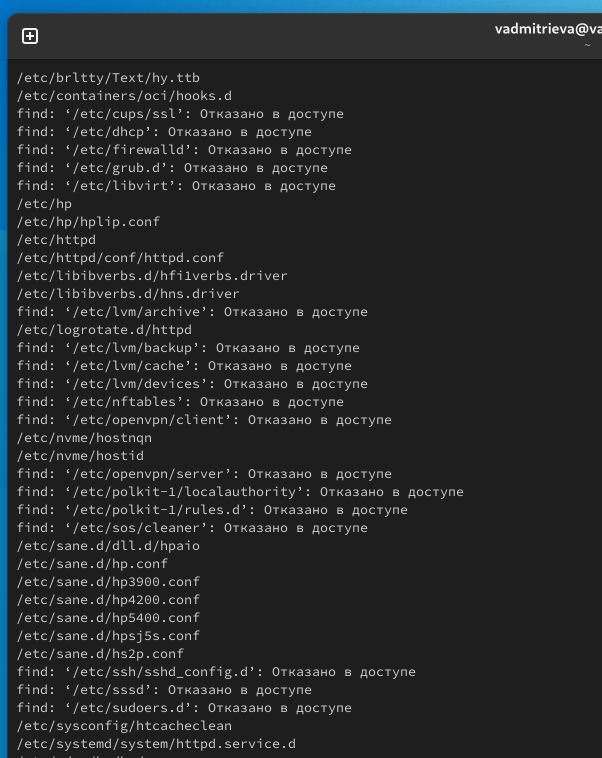 vadmitrieva@va
~
/etc/brltty/Text/hy.ttb
/etc/containers/oci/hooks.d
find: ‘/etc/cups/ssl’: Отказано в доступе
find: ‘/etc/dhcp’: Отказано в доступе
find: ‘/etc/firewalld’: Отказано в доступе
find: ‘/etc/grub.d’: Отказано в доступе
find: ‘/etc/libvirt’: Отказано в доступе
/etc/hp
/etc/hp/hplip.conf
/etc/httpd
/etc/httpd/conf/httpd.conf
/etc/libibverbs.d/hfi1verbs.driver
/etc/libibverbs.d/hns.driver
find: ‘/etc/lvm/archive’: Отказано в доступе
/etc/logrotate.d/httpd
find: ‘/etc/lvm/backup’: Отказано в доступе
find: ‘/etc/lvm/cache’: Отказано в доступе
find: ‘/etc/lvm/devices’: Отказано в доступе
find: ‘/etc/nftables’: Отказано в доступе
find: ‘/etc/openvpn/client’: Отказано в доступе
/etc/nvme/hostnqn
/etc/nvme/hostid
find: ‘/etc/openvpn/server’: Отказано в доступе
find: ‘/etc/polkit-1/localauthority’: Отказано в доступе
find: ‘/etc/polkit-1/rules.d’: Отказано в доступе
find: ‘/etc/sos/cleaner’: Отказано в доступе
/etc/sane.d/dll.d/hpaio
/etc/sane.d/hp.conf
/etc/sane.d/hp3900.conf
/etc/sane.d/hp4200.conf
/etc/sane.d/hp5400.conf
/etc/sane.d/hpsj5s.conf
/etc/sane.d/hs2p.conf
find: ‘/etc/ssh/sshd_config.d’: Отказано в доступе
find: ‘/etc/sssd’: Отказано в доступе
find: ‘/etc/sudoers.d’: Отказано в доступе
/etc/sysconfig/htcacheclean
/etc/systemd/system/httpd.service.d